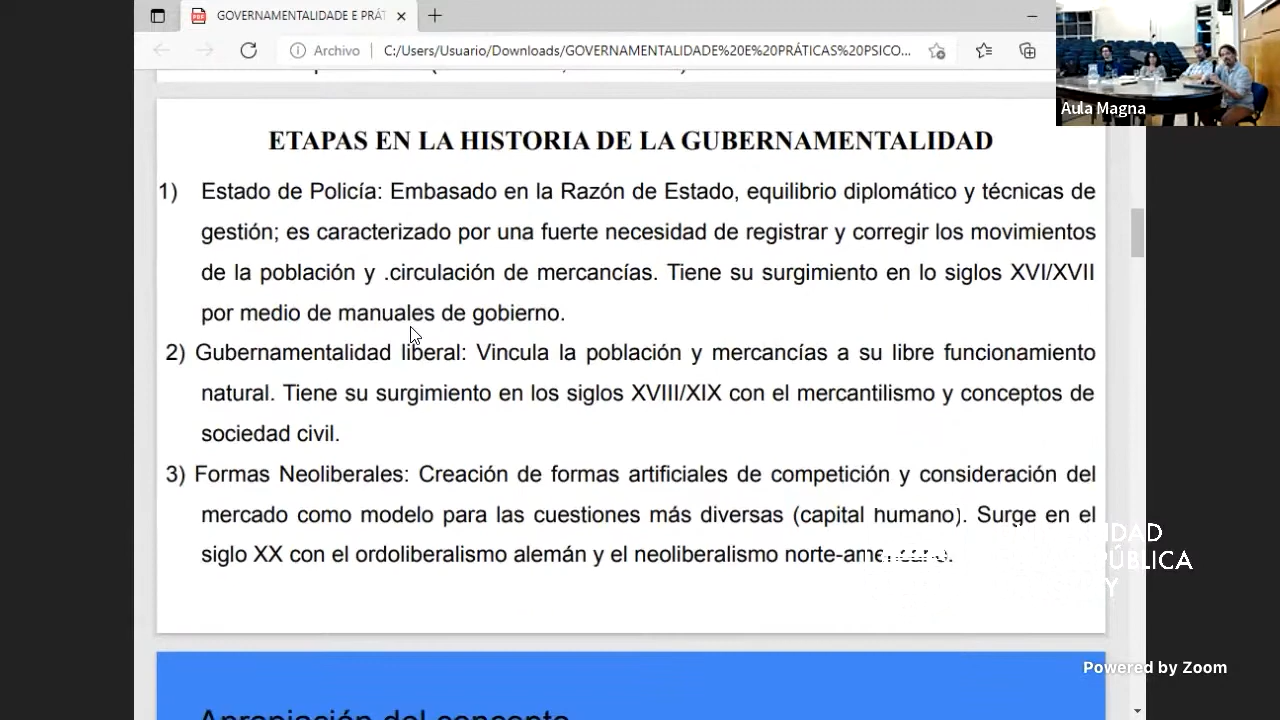 GOVERNAMENTALIDADE E PRÁT
Archivo
C:/Users/Usuario/Downloads/GOVERNAMENTALIDADE%20E%20PRÁTICAS%20PSICO...
Aula Magna
ETAPAS EN LA HISTORIA DE LA GUBERNAMENTALIDAD
1) Estado de Policía: Embasado en la Razón de Estado, equilibrio diplomático y técnicas de
gestión; es caracterizado por una fuerte necesidad de registrar y corregir los movimientos
de la población y .circulación de mercancías. Tiene su surgimiento en lo siglos XVI/XVII
por medio de manuales de gobierno.
2) Gubernamentalidad liberal: Vincula la población y mercancías a su libre funcionamiento
natural. Tiene su surgimiento en los siglos XVIII/XIX con el mercantilismo y conceptos de
sociedad civil.
3) Formas Neoliberales: Creación de formas artificiales de competición y consideración del
mercado como modelo para las cuestiones más diversas (capital humano). Surge en el
siglo XX con el ordoliberalismo alemán y el neoliberalismo
Apropiación del concepto
Powered by Zoom